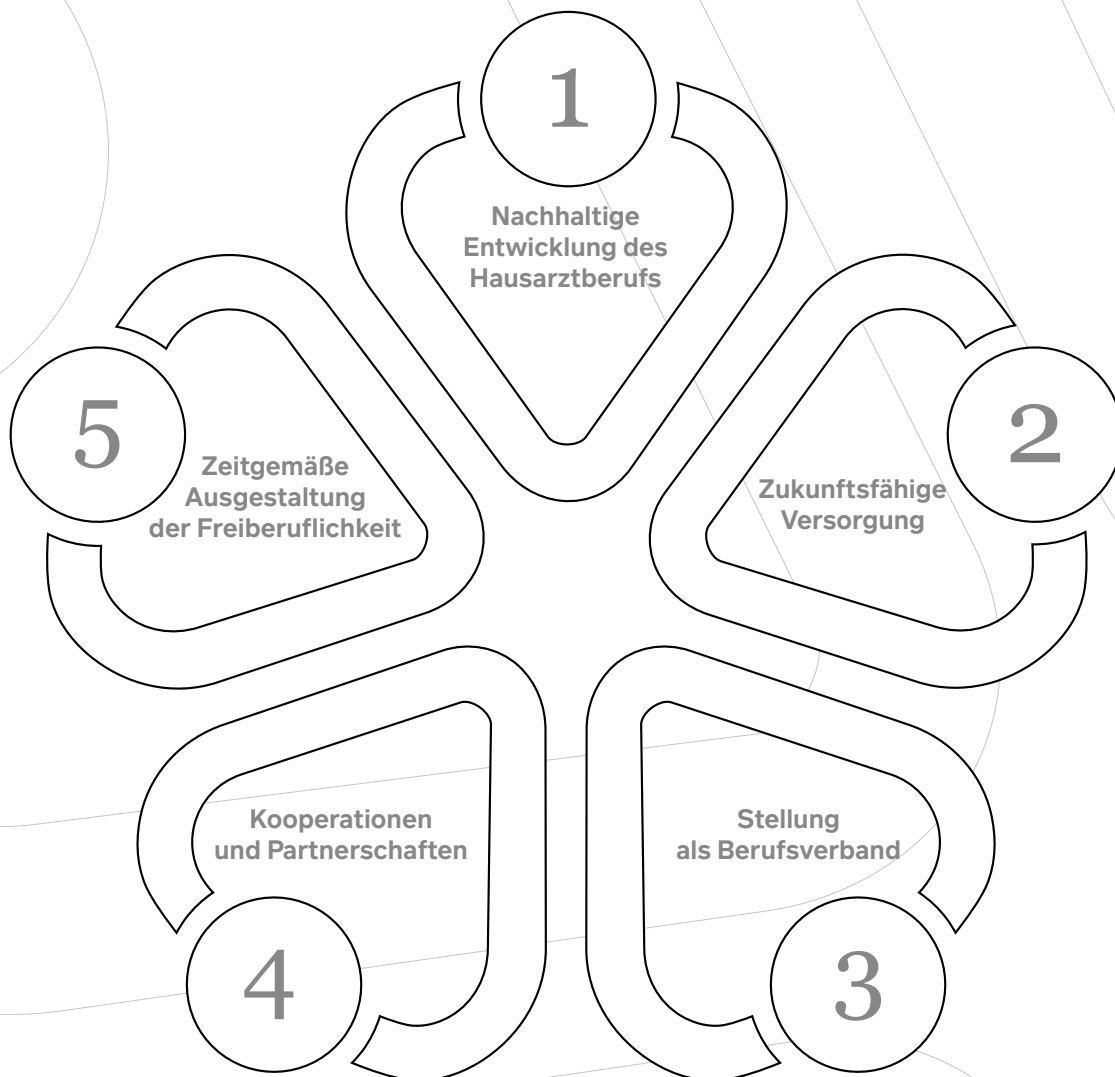 1
Nachhaltige
Entwicklung des
Hausarztberufs
2
Zukunftsfähige
Versorgung
3
Stellung
als Berufsverband
4
Kooperationen
und Partnerschaften
5
Zeitgemäße
Ausgestaltung
der Freiberuflichkeit